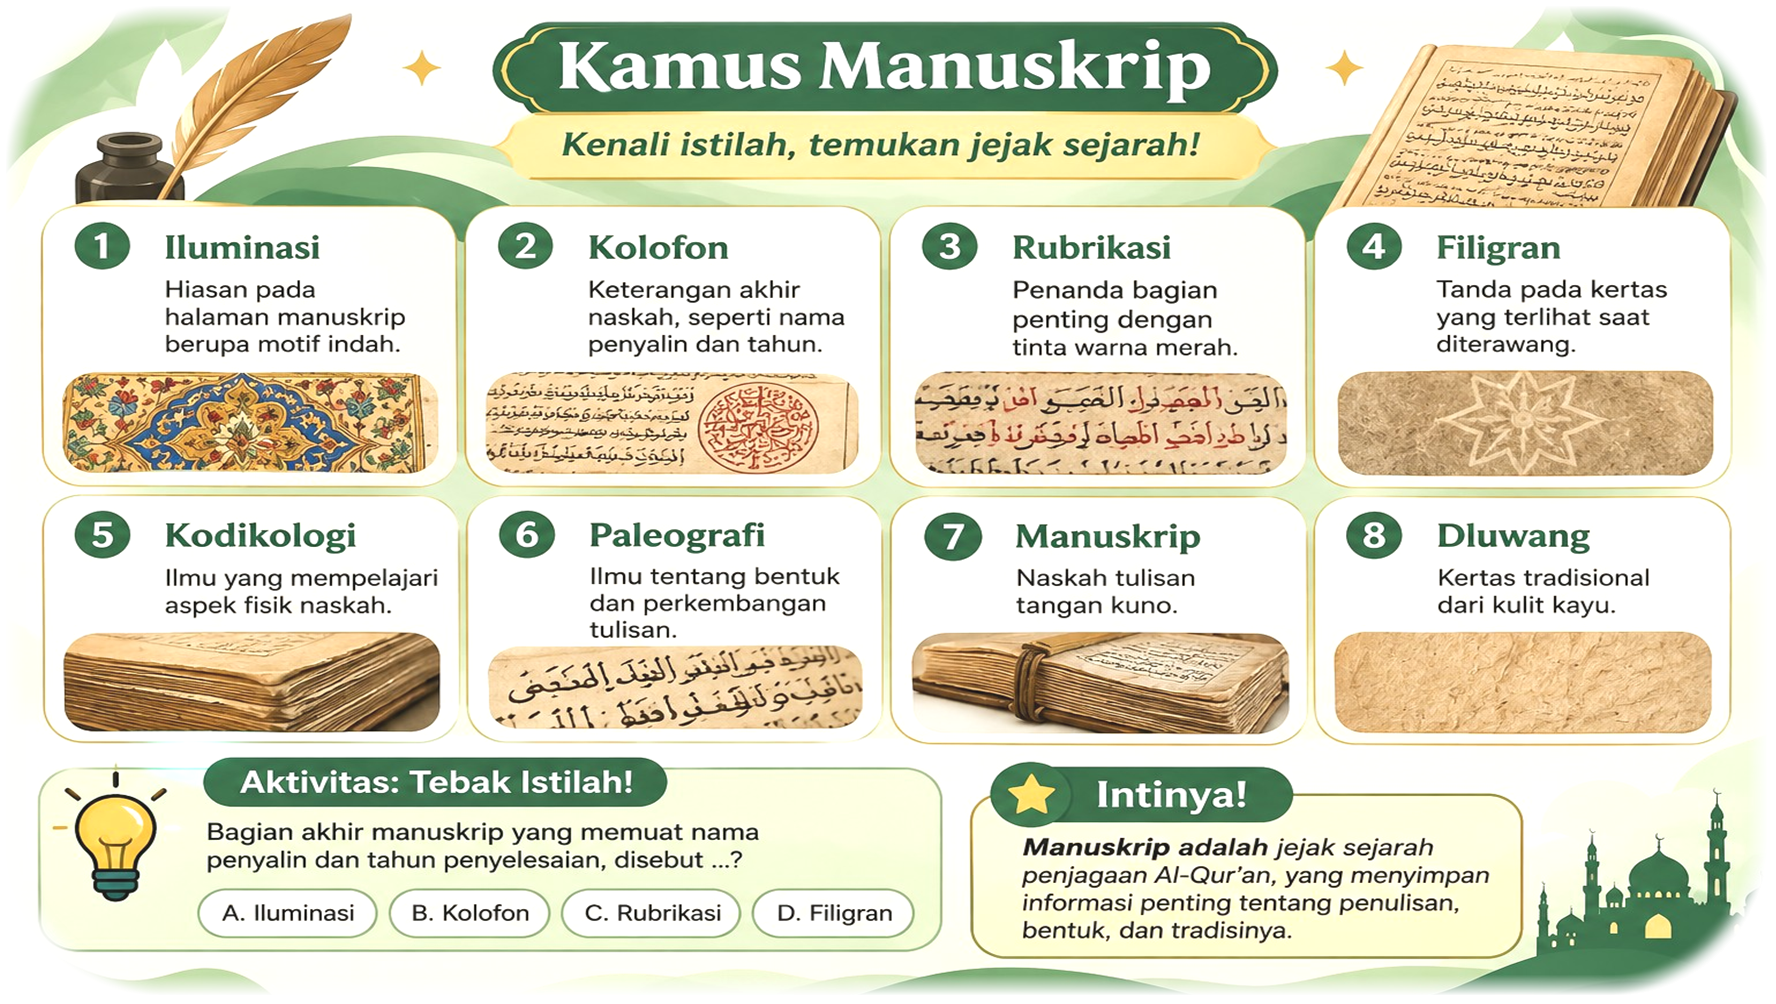 Kamus Manuskrip
Kenali istilah, temukan jejak sejarah!
1 Iluminasi
Hiasan pada
halaman manuskrip
berupa motif indah.
2 Kolofon
Keterangan akhir
naskah, seperti nama
penyalin dan tahun.
3 Rubrikasi
Penanda bagian
penting dengan
tinta warna merah.
4 Filigran
Tanda pada kertas
yang terlihat saat
diterawang.
5 Kodikologi
Ilmu yang mempelajari
aspek fisik naskah.
6 Paleografi
Ilmu tentang bentuk
dan perkembangan
tulisan.
7 Manuskrip
Naskah tulisan
tangan kuno.
8 Dluwang
Kertas tradisional
dari kulit kayu.
Aktivitas: Tebak Istilah!
Bagian akhir manuskrip yang memuat nama
penyalin dan tahun penyelesaian, disebut ...?
A. Iluminasi
B. Kolofon
C. Rubrikasi
D. Filigran
Intinya!
Manuskrip adalah jejak sejarah
penjagaan Al-Qur'an, yang menyimpan
informasi penting tentang penulisan,
bentuk, dan tradisinya.